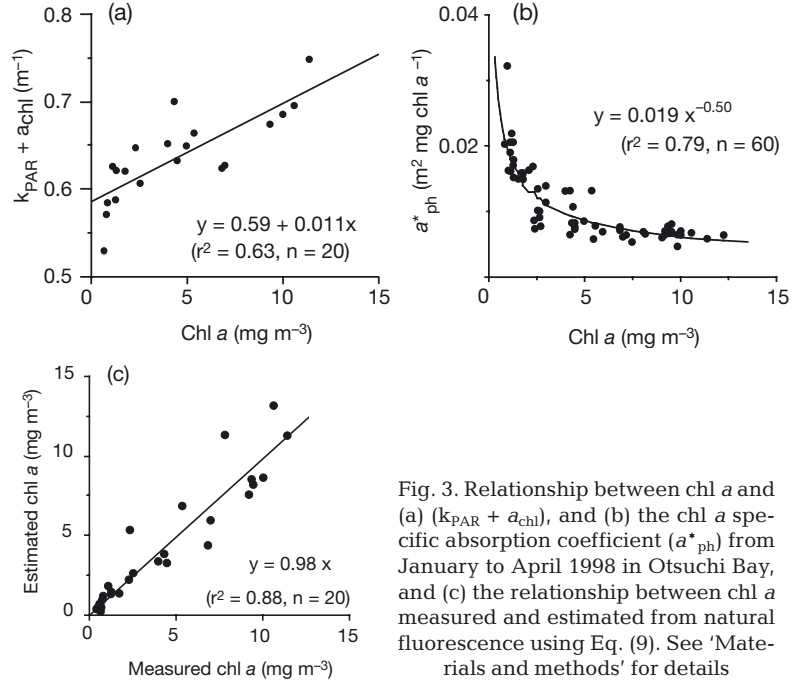 (a)
0.8
0.7
0.6
0.5
k_PAR + a_chl (m⁻¹)
y = 0.59 + 0.011x
(r² = 0.63, n = 20)
0 5 10 15
Chl a (mg m⁻³)
(b)
0.04
0.02
a*_ph (m² mg chl a ⁻¹)
y = 0.019 x^–0.50
(r² = 0.79, n = 60)
0 5 10 15
Chl a (mg m⁻³)
(c)
15
10
5
0
Estimated chl a (mg m⁻³)
y = 0.98 x
(r² = 0.88, n = 20)
0 5 10 15
Measured chl a (mg m⁻³)
Fig. 3. Relationship between chl a and
(a) (k_PAR + a_chl), and (b) the chl a spe-
cific absorption coefficient (a*_ph) from
January to April 1998 in Otsuchi Bay,
and (c) the relationship between chl a
measured and estimated from natural
fluorescence using Eq. (9). See ‘Mate-
rials and methods’ for details